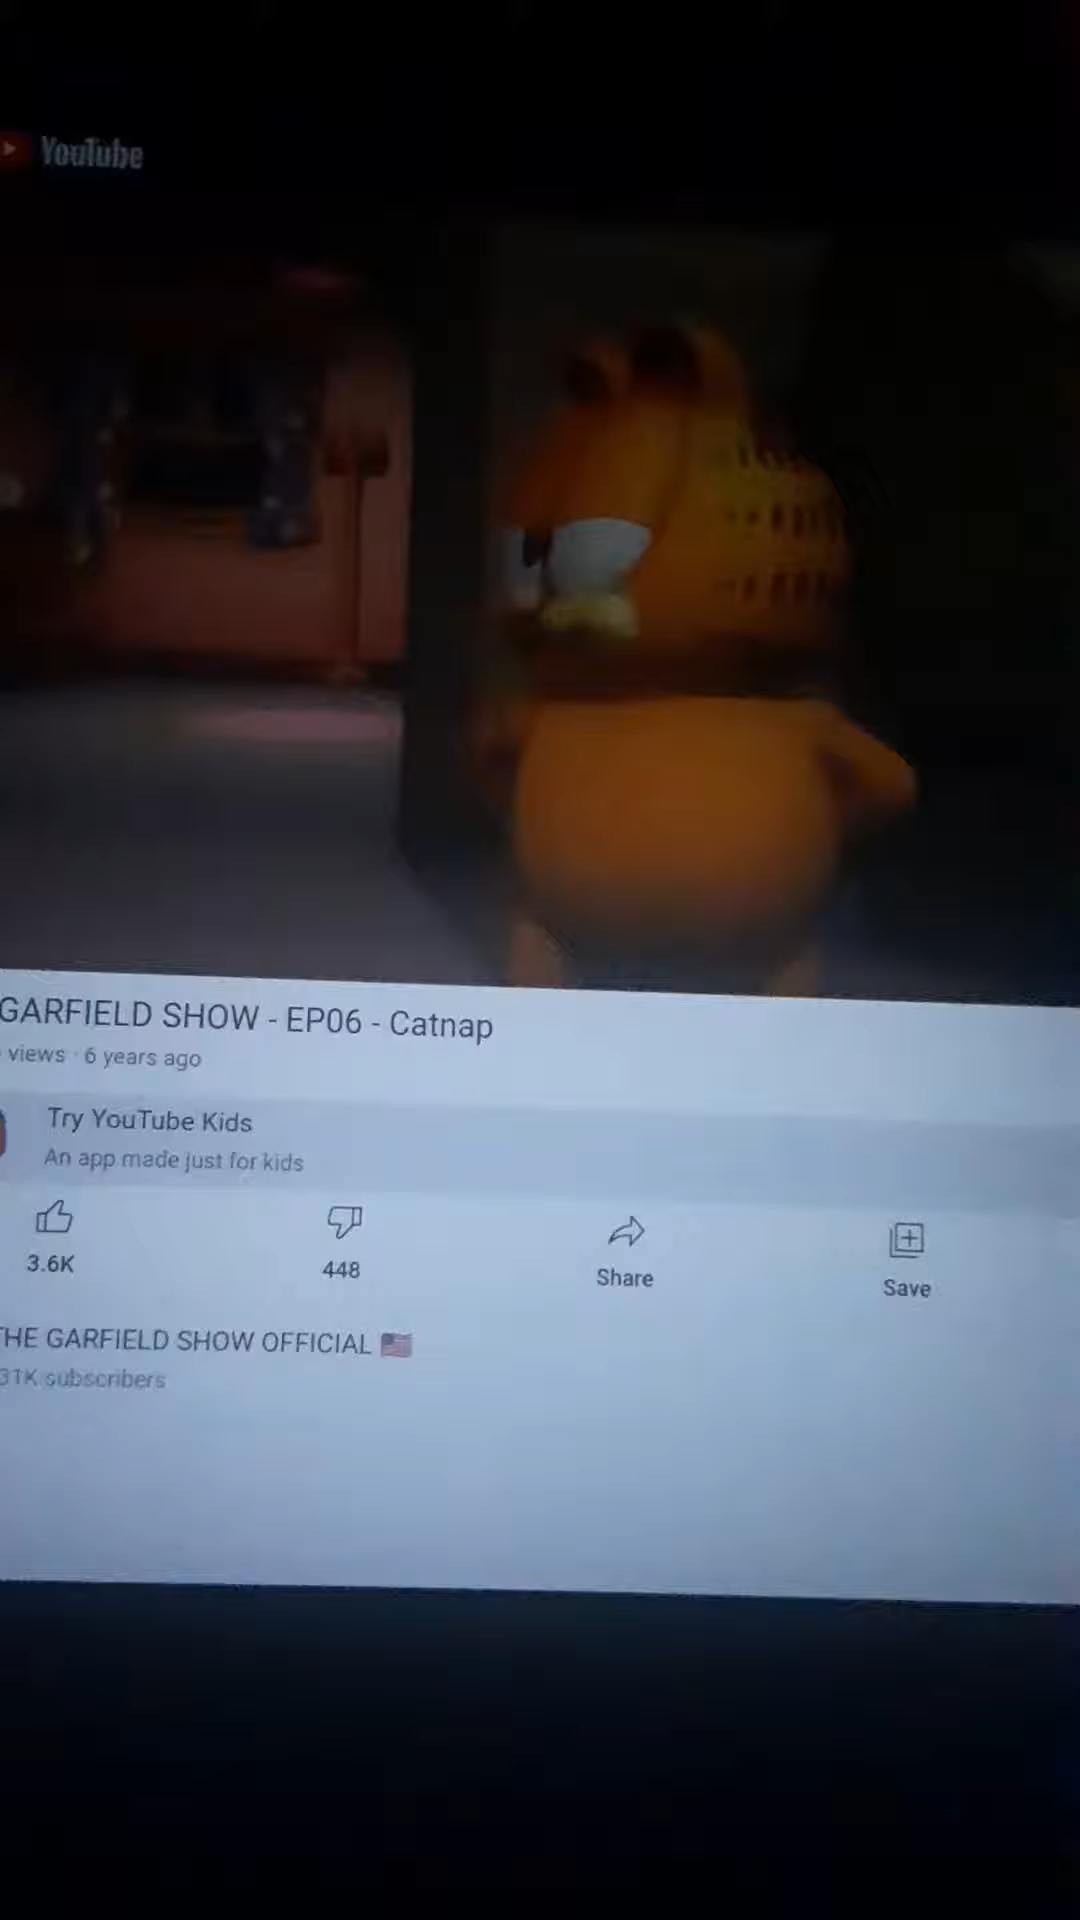 YouTube
GARFIELD SHOW - EP06 - Catnap
views · 6 years ago
Try YouTube Kids
An app made just for kids
3.6K
448
Share
Save
THE GARFIELD SHOW OFFICIAL 🇺🇸
31K subscribers